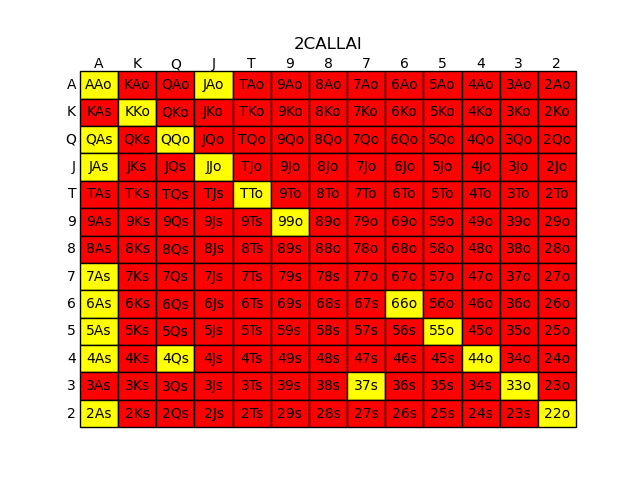 2CALLAI
A K Q J T 9 8 7 6 5 4 3 2
A AAo KAo QAo JAo TAo 9Ao 8Ao 7Ao 6Ao 5Ao 4Ao 3Ao 2Ao
K KAs KKo QKo JKo TKo 9Ko 8Ko 7Ko 6Ko 5Ko 4Ko 3Ko 2Ko
Q QAs QKs QQo JQo TQo 9Qo 8Qo 7Qo 6Qo 5Qo 4Qo 3Qo 2Qo
J JAs JKs JQs JJo TJo 9Jo 8Jo 7Jo 6Jo 5Jo 4Jo 3Jo 2Jo
T TAs TKs TQs TJs TTo 9To 8To 7To 6To 5To 4To 3To 2To
9 9As 9Ks 9Qs 9Js 9Ts 99o 89o 79o 69o 59o 49o 39o 29o
8 8As 8Ks 8Qs 8Js 8Ts 89s 88o 78o 68o 58o 48o 38o 28o
7 7As 7Ks 7Qs 7Js 7Ts 79s 78s 77o 67o 57o 47o 37o 27o
6 6As 6Ks 6Qs 6Js 6Ts 69s 68s 67s 66o 56o 46o 36o 26o
5 5As 5Ks 5Qs 5Js 5Ts 59s 58s 57s 56s 55o 45o 35o 25o
4 4As 4Ks 4Qs 4Js 4Ts 49s 48s 47s 46s 45s 44o 34o 24o
3 3As 3Ks 3Qs 3Js 3Ts 39s 38s 37s 36s 35s 34s 33o 23o
2 2As 2Ks 2Qs 2Js 2Ts 29s 28s 27s 26s 25s 24s 23s 22o